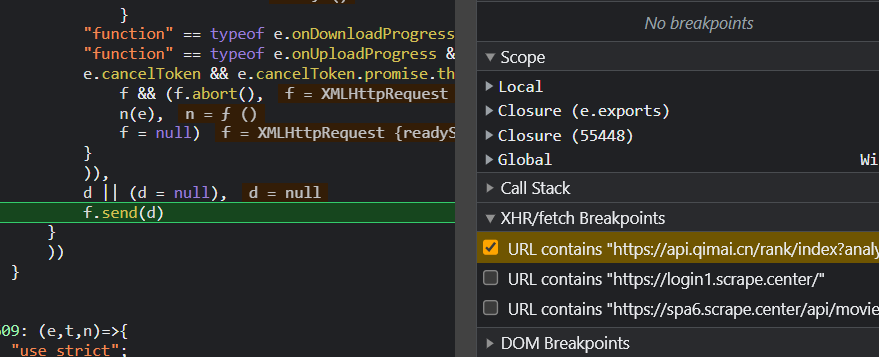 }
"function" == typeof e.onDownloadProgress
"function" == typeof e.onUploadProgress &
e.cancelToken && e.cancelToken.promise.th
f && (f.abort(), f = XMLHttpRequest
n(e), n = ƒ ()
f = null) f = XMLHttpRequest {readyS
}
)),
d || (d = null), d = null
f.send(d)
}
))
}
609: (e,t,n)=>{
"use strict";
No breakpoints
Scope
Local
Closure (e.exports)
Closure (55448)
Global Wi
Call Stack
XHR/fetch Breakpoints
URL contains "https://api.qimai.cn/rank/index?analy
URL contains "https://login1.scrape.center/"
URL contains "https://spa6.scrape.center/api/movie
DOM Breakpoints